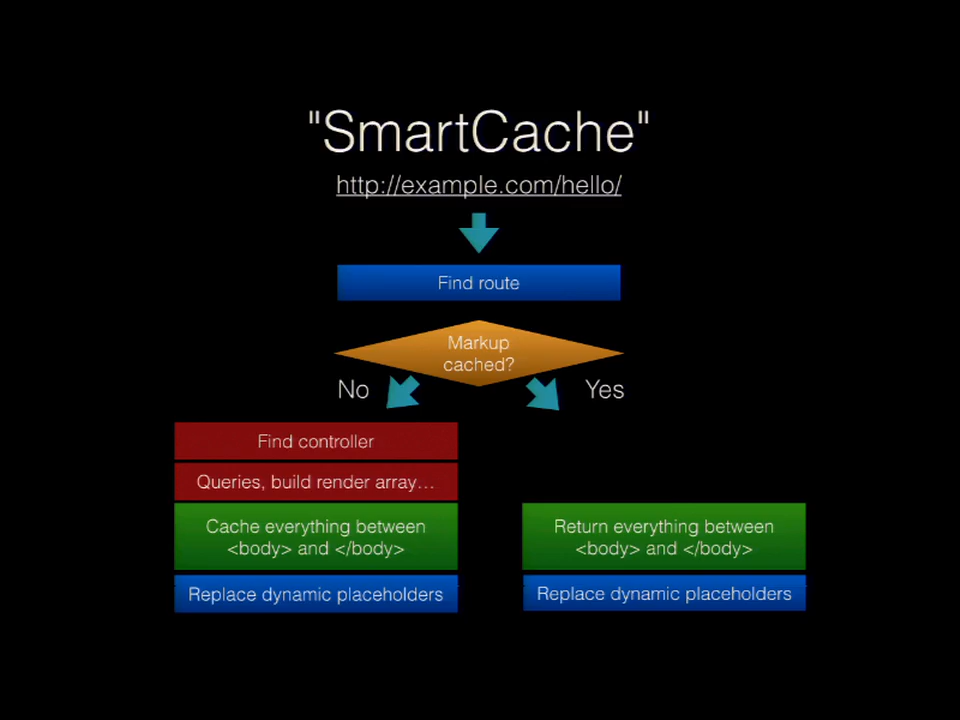 "SmartCache"
http://example.com/hello/
Find route
Markup
cached?
No
Yes
Find controller
Queries, build render array…
Cache everything between
<body> and </body>
Replace dynamic placeholders
Return everything between
<body> and </body>
Replace dynamic placeholders